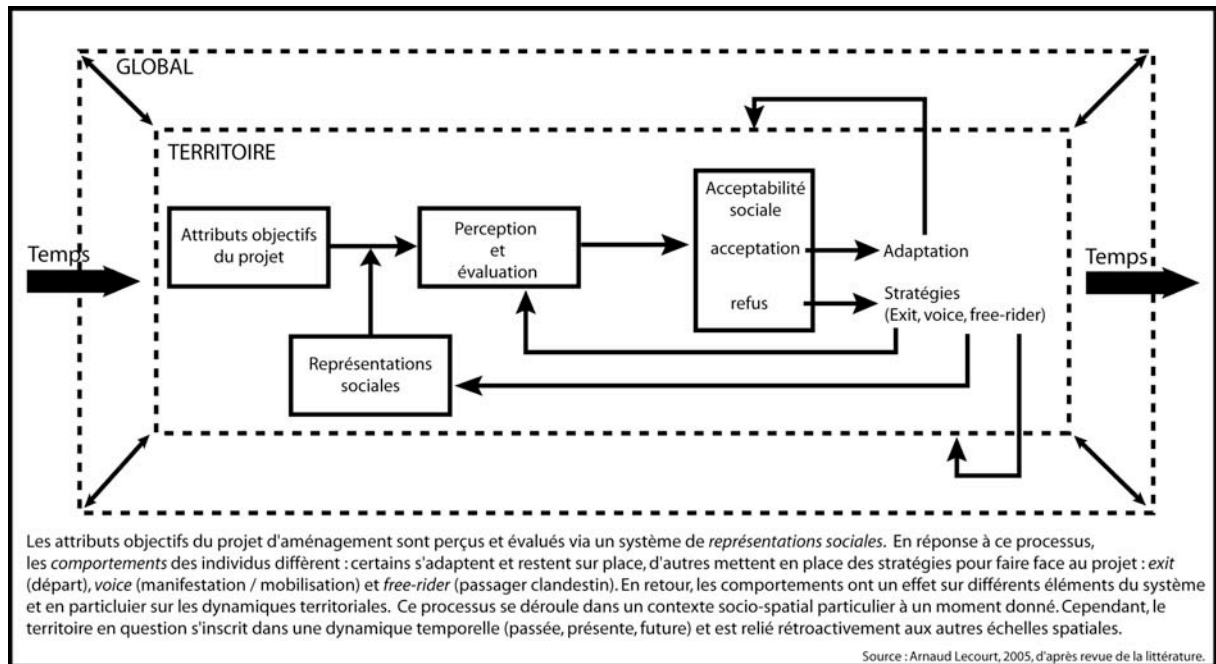 GLOBAL
TERRITOIRE
Temps
Attributs objectifs
du projet
Représentations
sociales
Perception
et
évaluation
Acceptabilité
sociale
acceptation
refus
Adaptation
Stratégies
(Exit, voice, free-rider)
Temps
Les attributs objectifs du projet d'aménagement sont perçus et évalués via un système de représentations sociales. En réponse à ce processus,
les comportements des individus diffèrent : certains s'adaptent et restent sur place, d'autres mettent en place des stratégies pour faire face au projet : exit
(départ), voice (manifestation / mobilisation) et free-rider (passager clandestin). En retour, les comportements ont un effet sur différents éléments du système
et en particluier sur les dynamiques territoriales. Ce processus se déroule dans un contexte socio-spatial particulier à un moment donné. Cependant, le
territoire en question s'inscrit dans une dynamique temporelle (passée, présente, future) et est relié rétroactivement aux autres échelles spatiales.
Source : Arnaud Lecourt, 2005, d'après revue de la littérature.